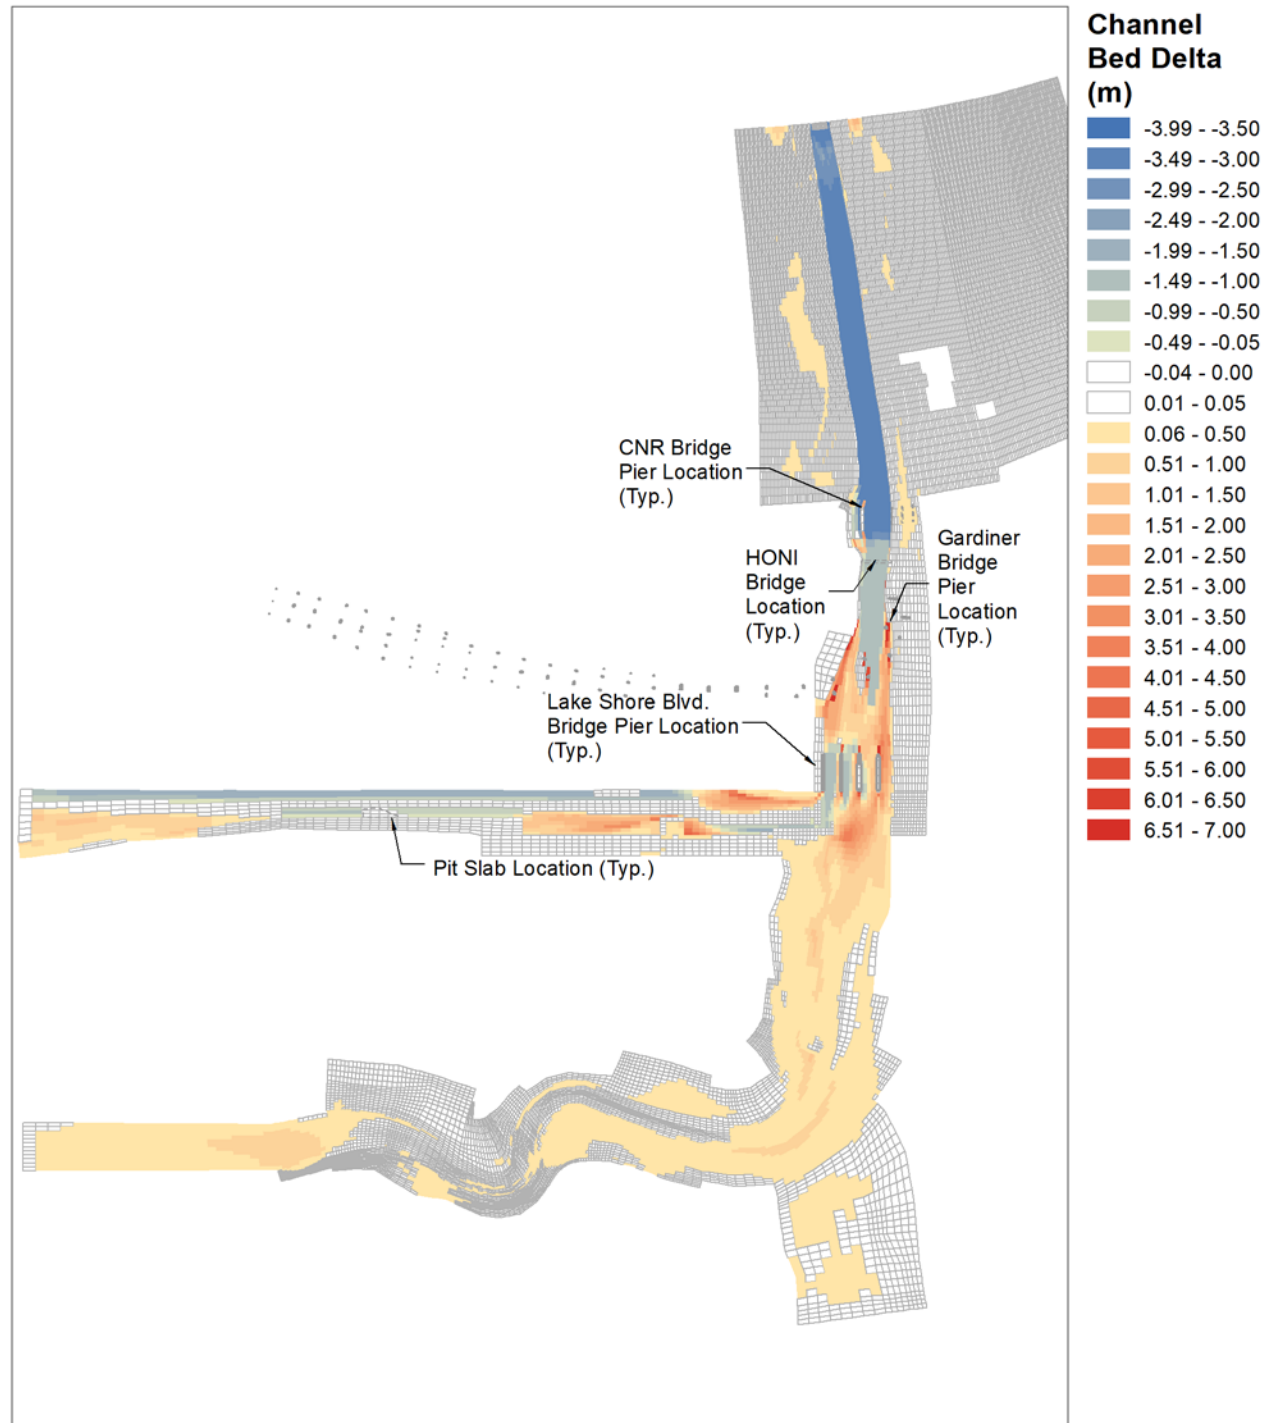 Channel
Bed Delta
(m)
-3.99 - -3.50
-3.49 - -3.00
-2.99 - -2.50
-2.49 - -2.00
-1.99 - -1.50
-1.49 - -1.00
-0.99 - -0.50
-0.49 - -0.05
-0.04 - 0.00
0.01 - 0.05
0.06 - 0.50
0.51 - 1.00
1.01 - 1.50
1.51 - 2.00
2.01 - 2.50
2.51 - 3.00
3.01 - 3.50
3.51 - 4.00
4.01 - 4.50
4.51 - 5.00
5.01 - 5.50
5.51 - 6.00
6.01 - 6.50
6.51 - 7.00
CNR Bridge
Pier Location
(Typ.)
HONI
Bridge
Location
(Typ.)
Gardiner
Bridge
Pier
Location
(Typ.)
Lake Shore Blvd.
Bridge Pier Location
(Typ.)
Pit Slab Location (Typ.)